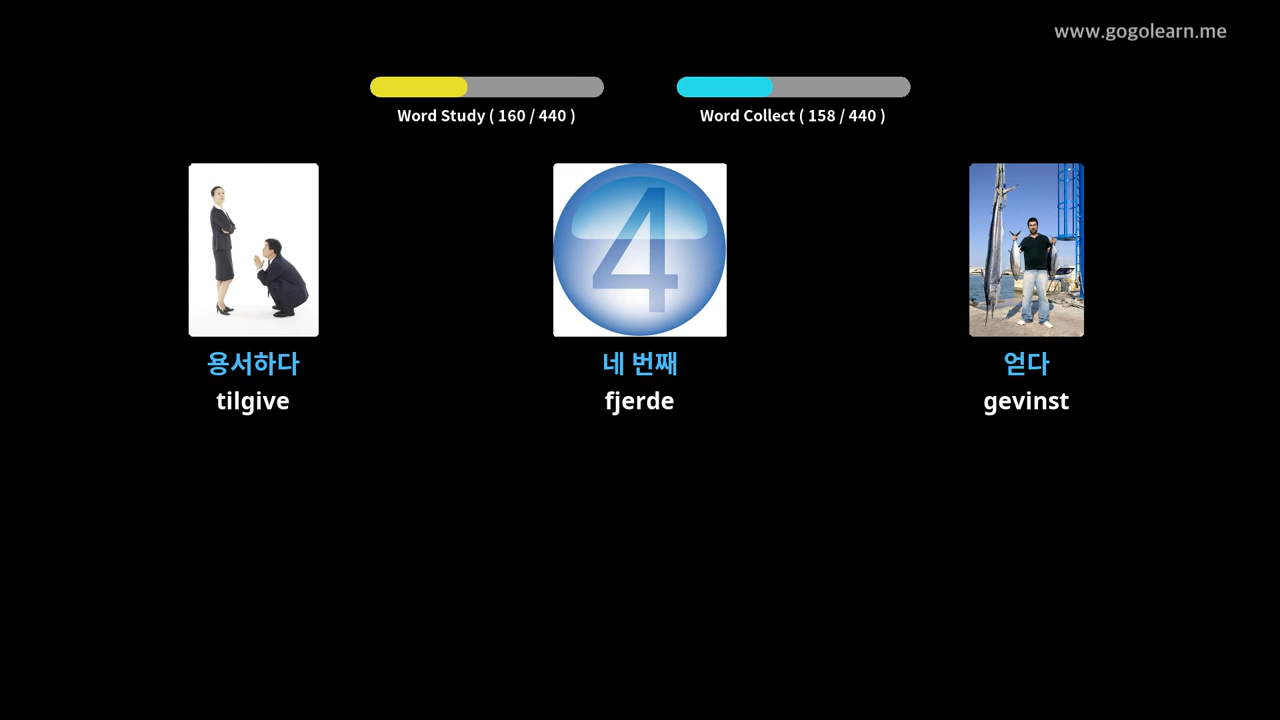 www.gogolearn.me
Word Study ( 160 / 440 )
Word Collect ( 158 / 440 )
4
용서하다
네 번째
얻다
tilgive
fjerde
gevinst